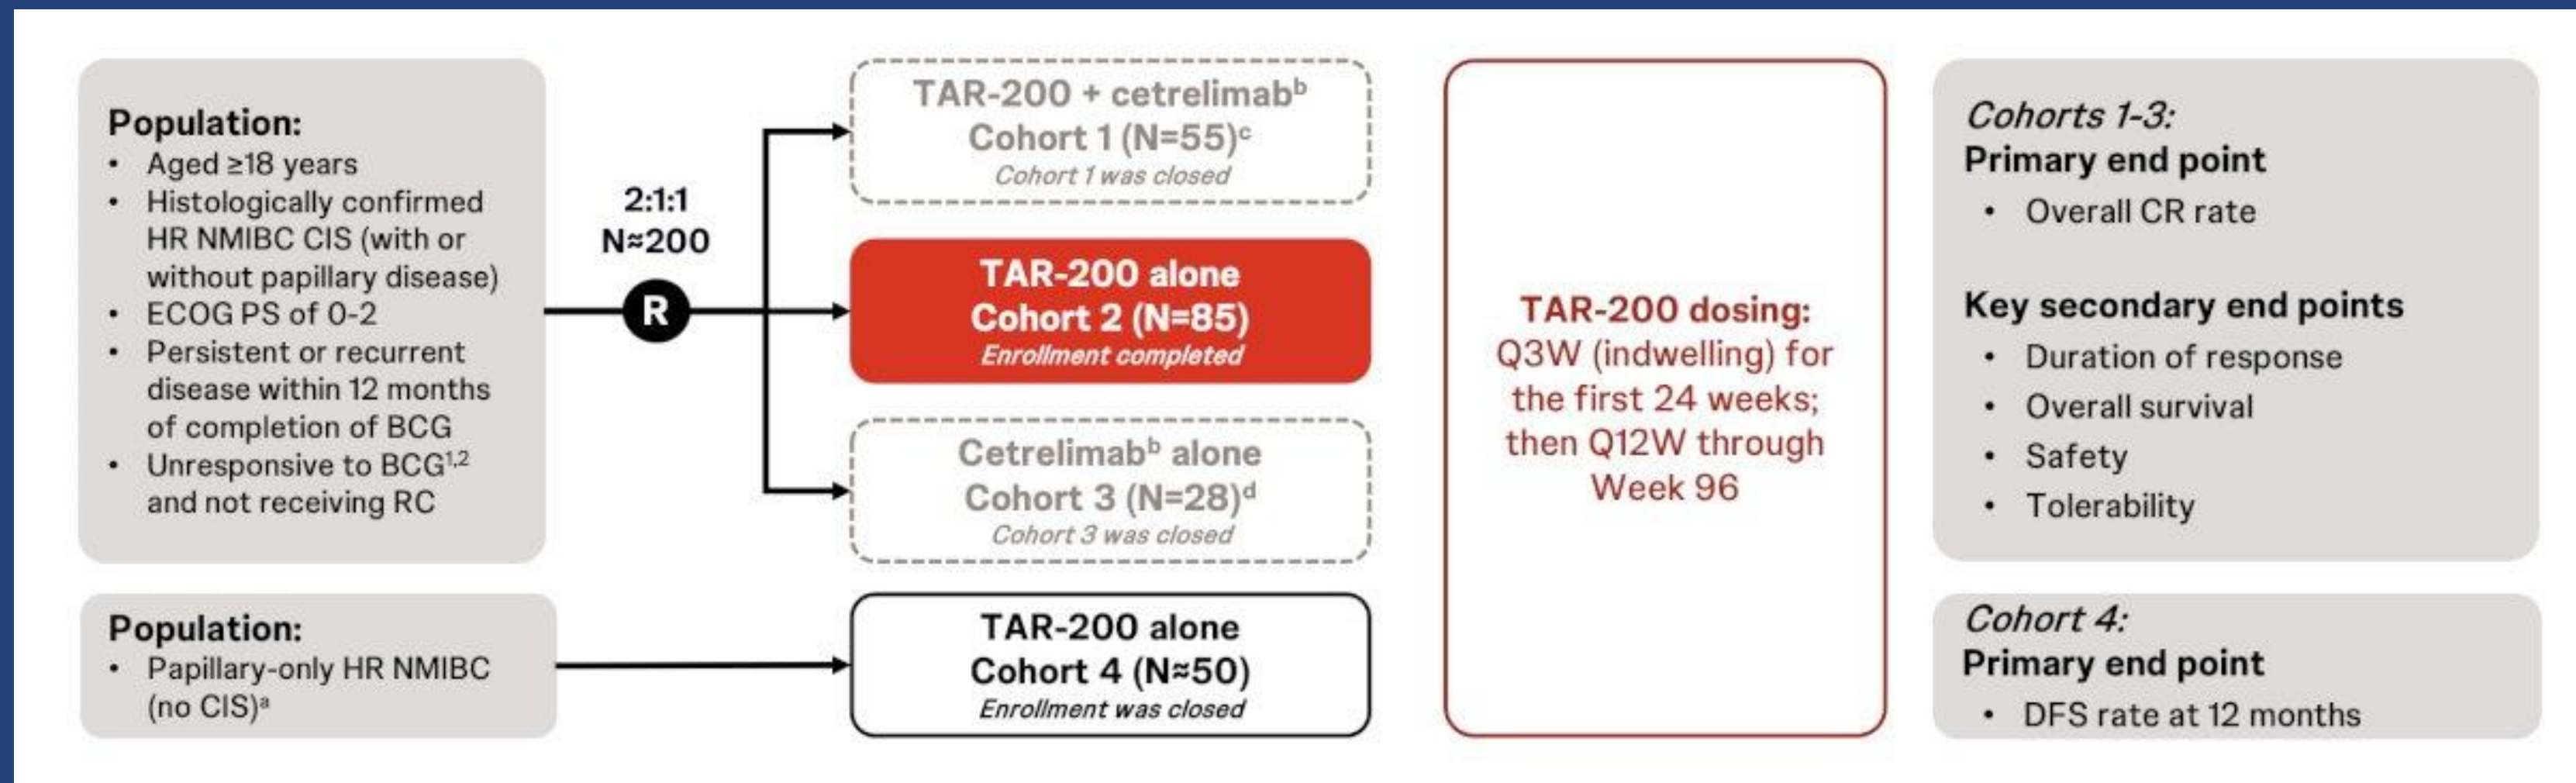 Population:
• Aged ≥18 years
• Histologically confirmed
HR NMIBC CIS (with or
without papillary disease)
• ECOG PS of 0-2
• Persistent or recurrent
disease within 12 months
of completion of BCG
• Unresponsive to BCG¹,²
and not receiving RC
2:1:1
N≈200
R
TAR-200 + cetrelimabᵇ
Cohort 1 (N=55)ᶜ
Cohort 1 was closed
TAR-200 alone
Cohort 2 (N=85)
Enrollment completed
Cetrelimabᵇ alone
Cohort 3 (N=28)ᵈ
Cohort 3 was closed
Population:
• Papillary-only HR NMIBC
(no CIS)ᵃ
TAR-200 alone
Cohort 4 (N≈50)
Enrollment was closed
TAR-200 dosing:
Q3W (indwelling) for
the first 24 weeks;
then Q12W through
Week 96
Cohorts 1-3:
Primary end point
• Overall CR rate
Key secondary end points
• Duration of response
• Overall survival
• Safety
• Tolerability
Cohort 4:
Primary end point
• DFS rate at 12 months